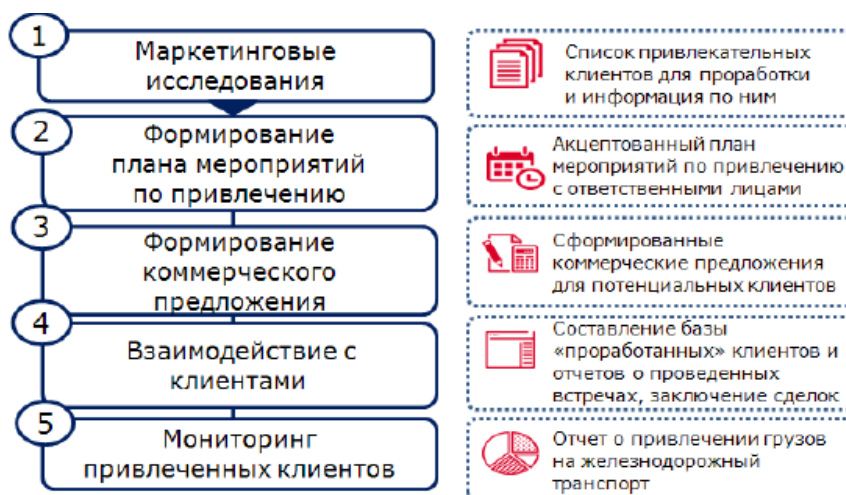 1
Маркетинговые
исследования
Список привлекательных
клиентов для проработки
и информация по ним
2
Формирование
плана мероприятий
по привлечению
Акцептованный план
мероприятий по привлечению
с ответственными лицами
3
Формирование
коммерческого
предложения
Сформированные
коммерческие предложения
для потенциальных клиентов
4
Взаимодействие с
клиентами
Составление базы
«проработанных» клиентов и
отчетов о проведенных
встречах, заключение сделок
5
Мониторинг
привлеченных клиентов
Отчет о привлечении грузов
на железнодорожный
транспорт